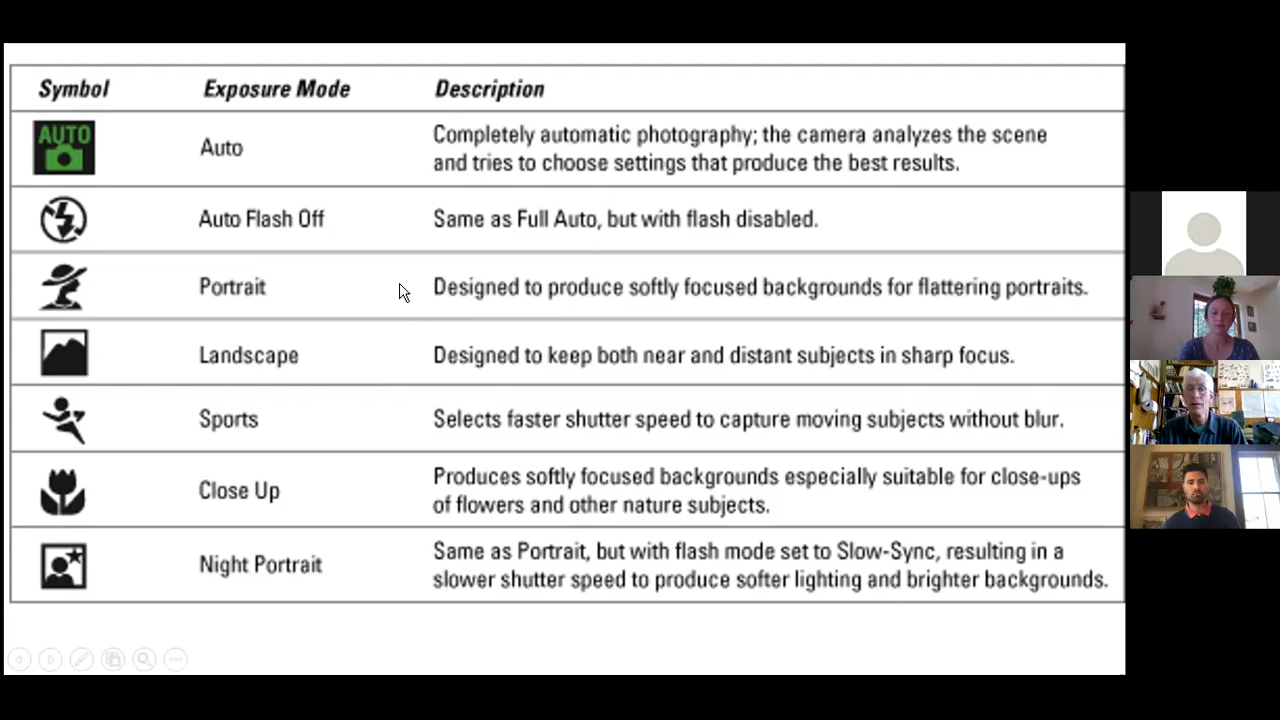 Symbol Exposure Mode Description
AUTO
Auto
Completely automatic photography; the camera analyzes the scene
and tries to choose settings that produce the best results.
Auto Flash Off
Same as Full Auto, but with flash disabled.
Portrait
Designed to produce softly focused backgrounds for flattering portraits.
Landscape
Designed to keep both near and distant subjects in sharp focus.
Sports
Selects faster shutter speed to capture moving subjects without blur.
Close Up
Produces softly focused backgrounds especially suitable for close-ups
of flowers and other nature subjects.
Night Portrait
Same as Portrait, but with flash mode set to Slow-Sync, resulting in a
slower shutter speed to produce softer lighting and brighter backgrounds.